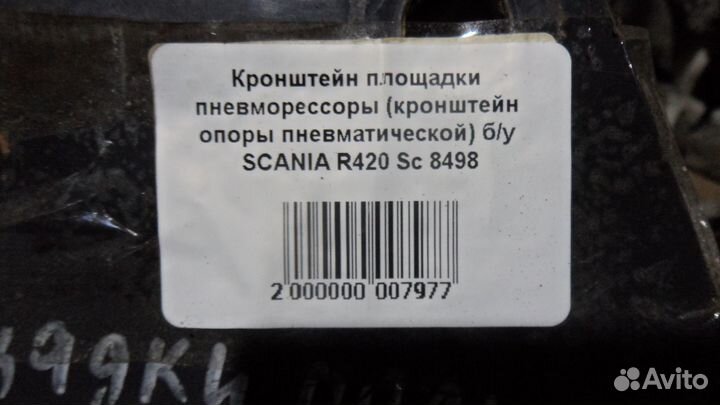 Кронштейн площадки
пневморессоры (кронштейн
опоры пневматической) б/у
SCANIA R420 Sc 8498
2 000000 007977
Avito